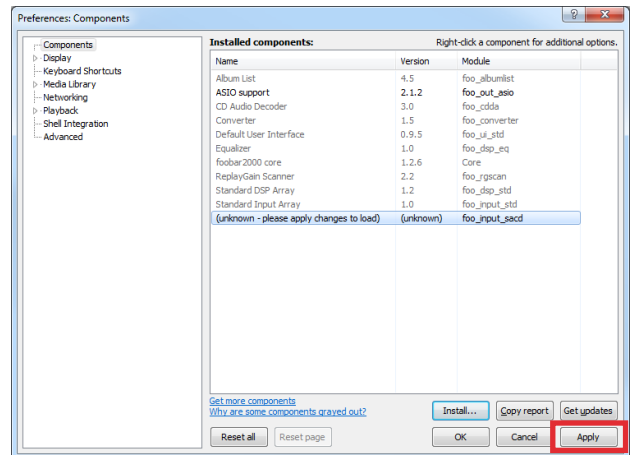 Preferences: Components
Components
Display
Keyboard Shortcuts
Media Library
Networking
Playback
Shell Integration
Advanced
Installed components: Right-click a component for additional options.
Name Version Module
Album List 4.5 foo_albumlist
ASIO support 2.1.2 foo_out_asio
CD Audio Decoder 3.0 foo_cdda
Converter 1.5 foo_converter
Default User Interface 0.9.5 foo_ui_std
Equalizer 1.0 foo_dsp_eq
foobar2000 core 1.2.6 Core
ReplayGain Scanner 2.2 foo_rgscan
Standard DSP Array 1.2 foo_dsp_std
Standard Input Array 1.0 foo_input_std
(unknown - please apply changes to load) (unknown) foo_input_sacd
Get more components
Why are some components grayed out?
Install... Copy report Get updates
Reset all Reset page OK Cancel Apply